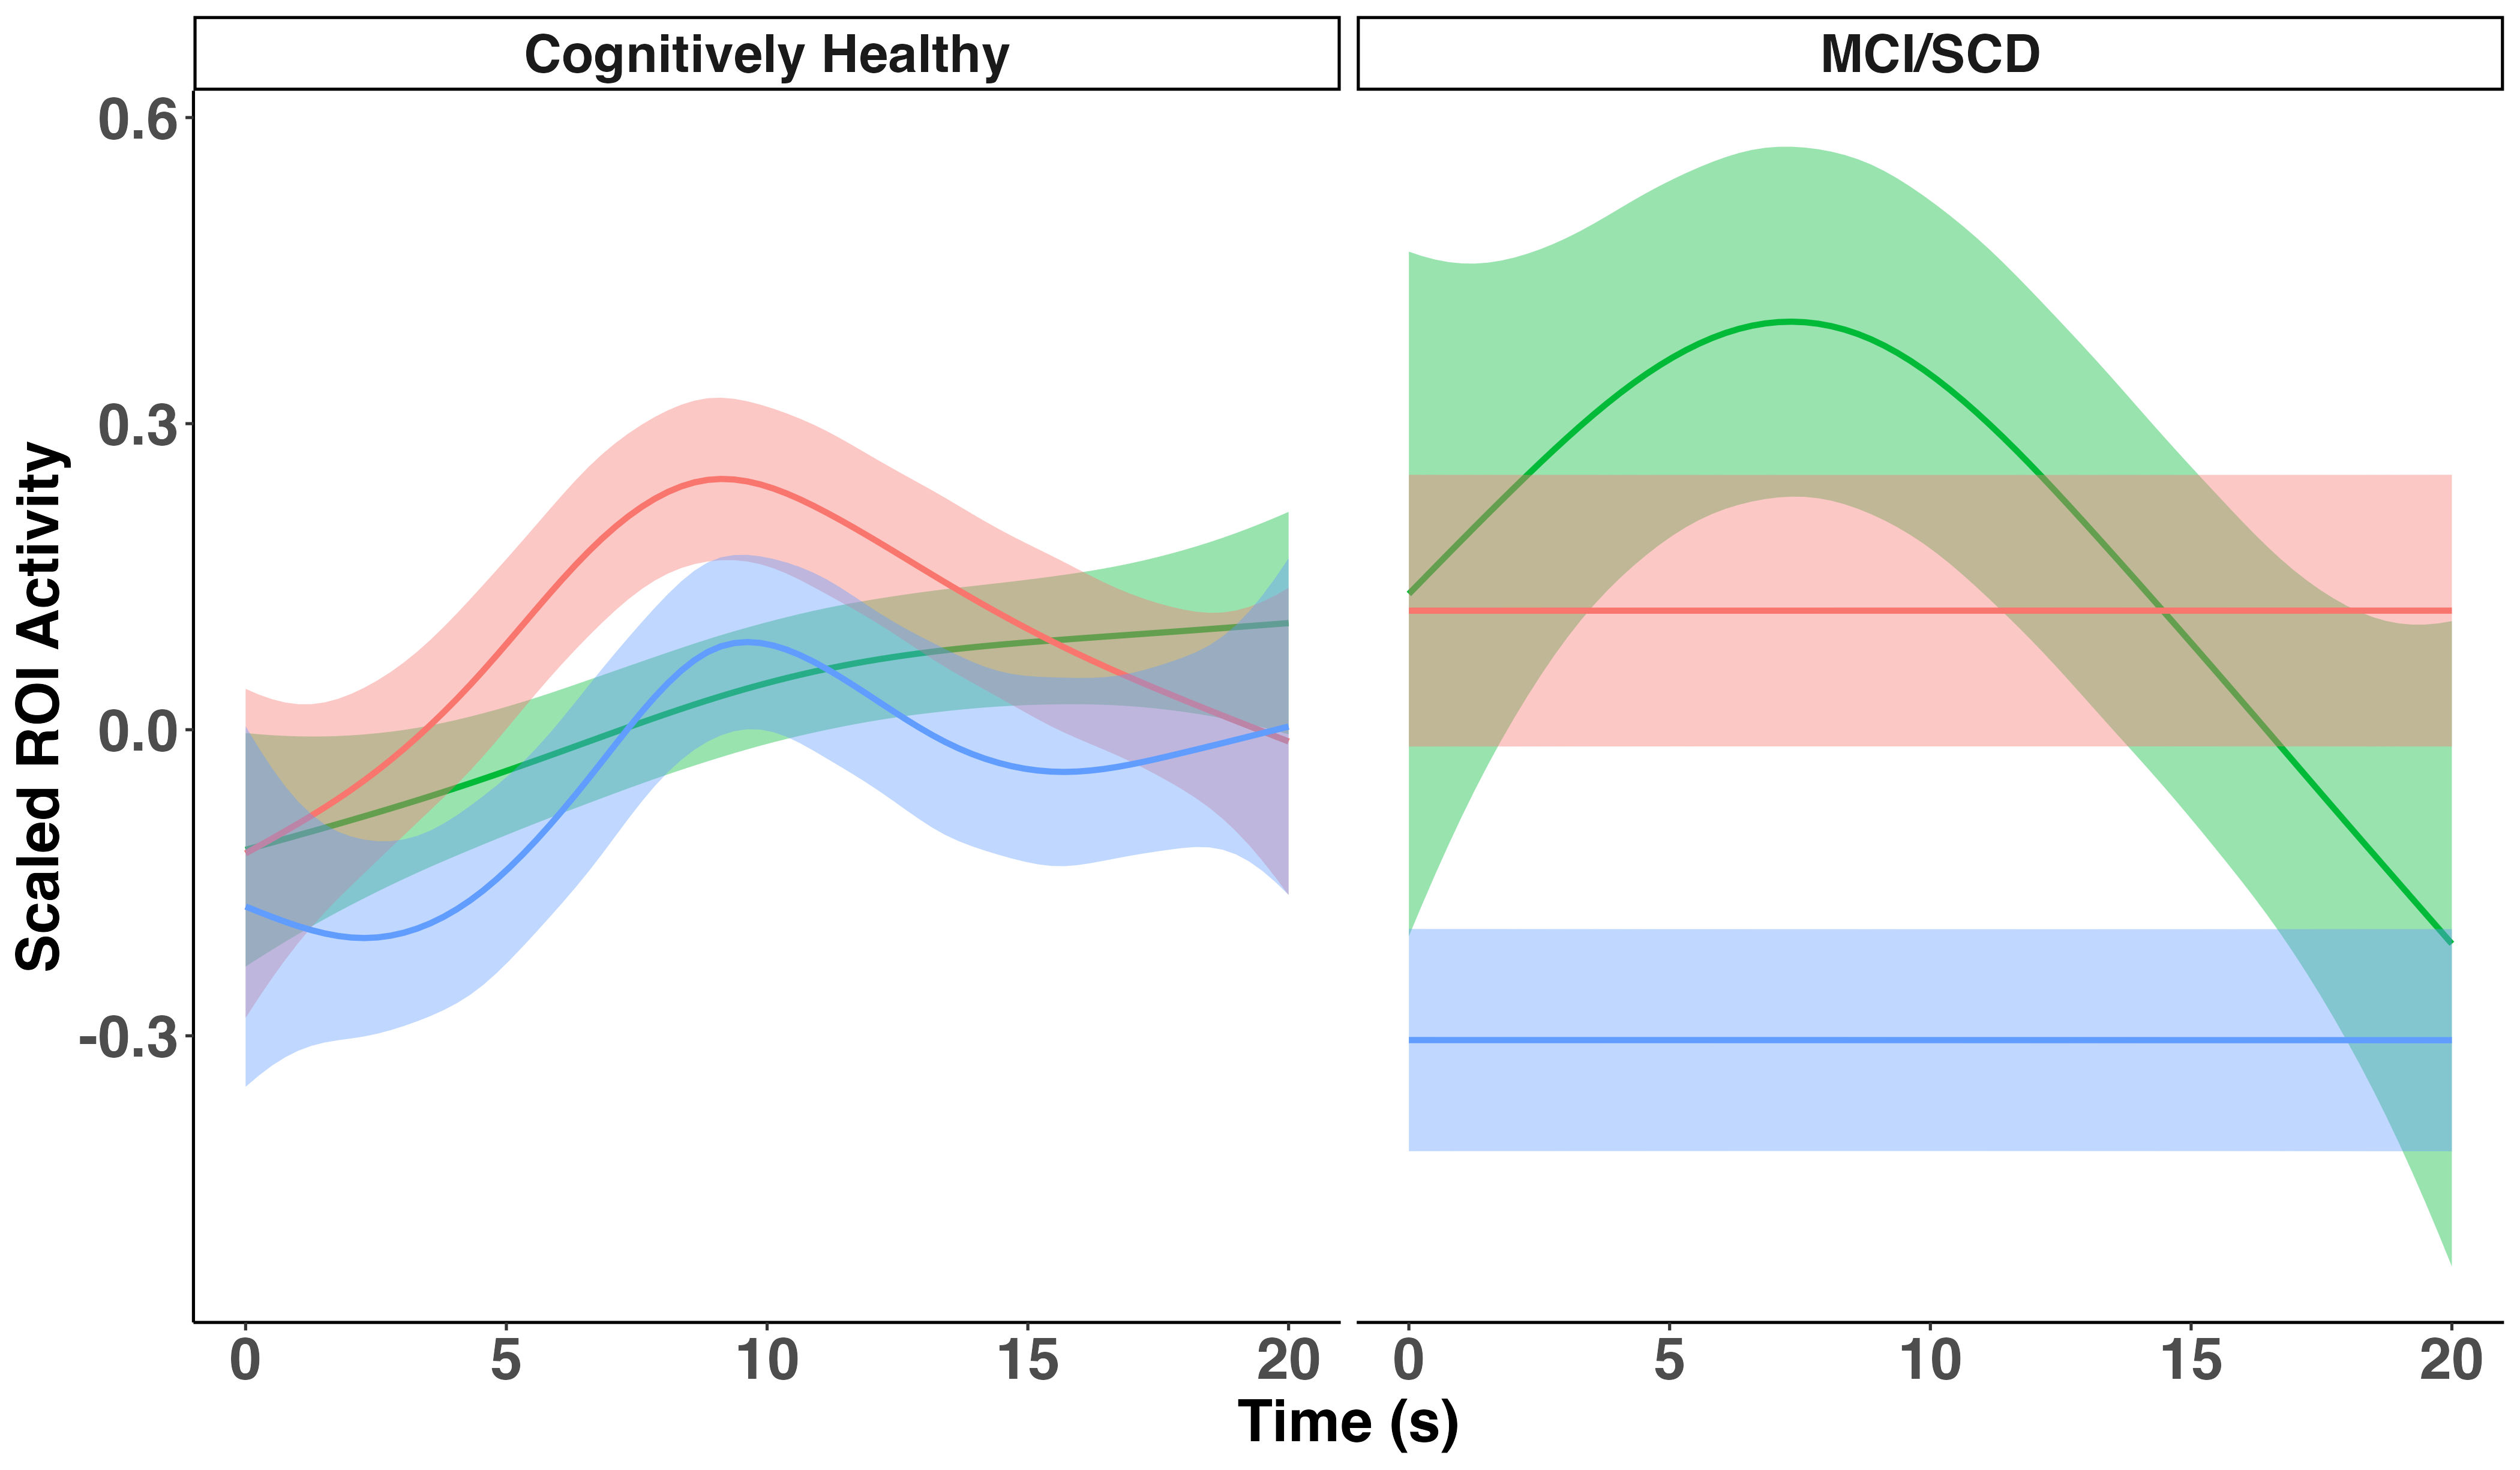 Cognitively Healthy
MCI/SCD
0.6
0.3
0.0
-0.3
Scaled ROI Activity
0 5 10 15 20
0 5 10 15 20
Time (s)